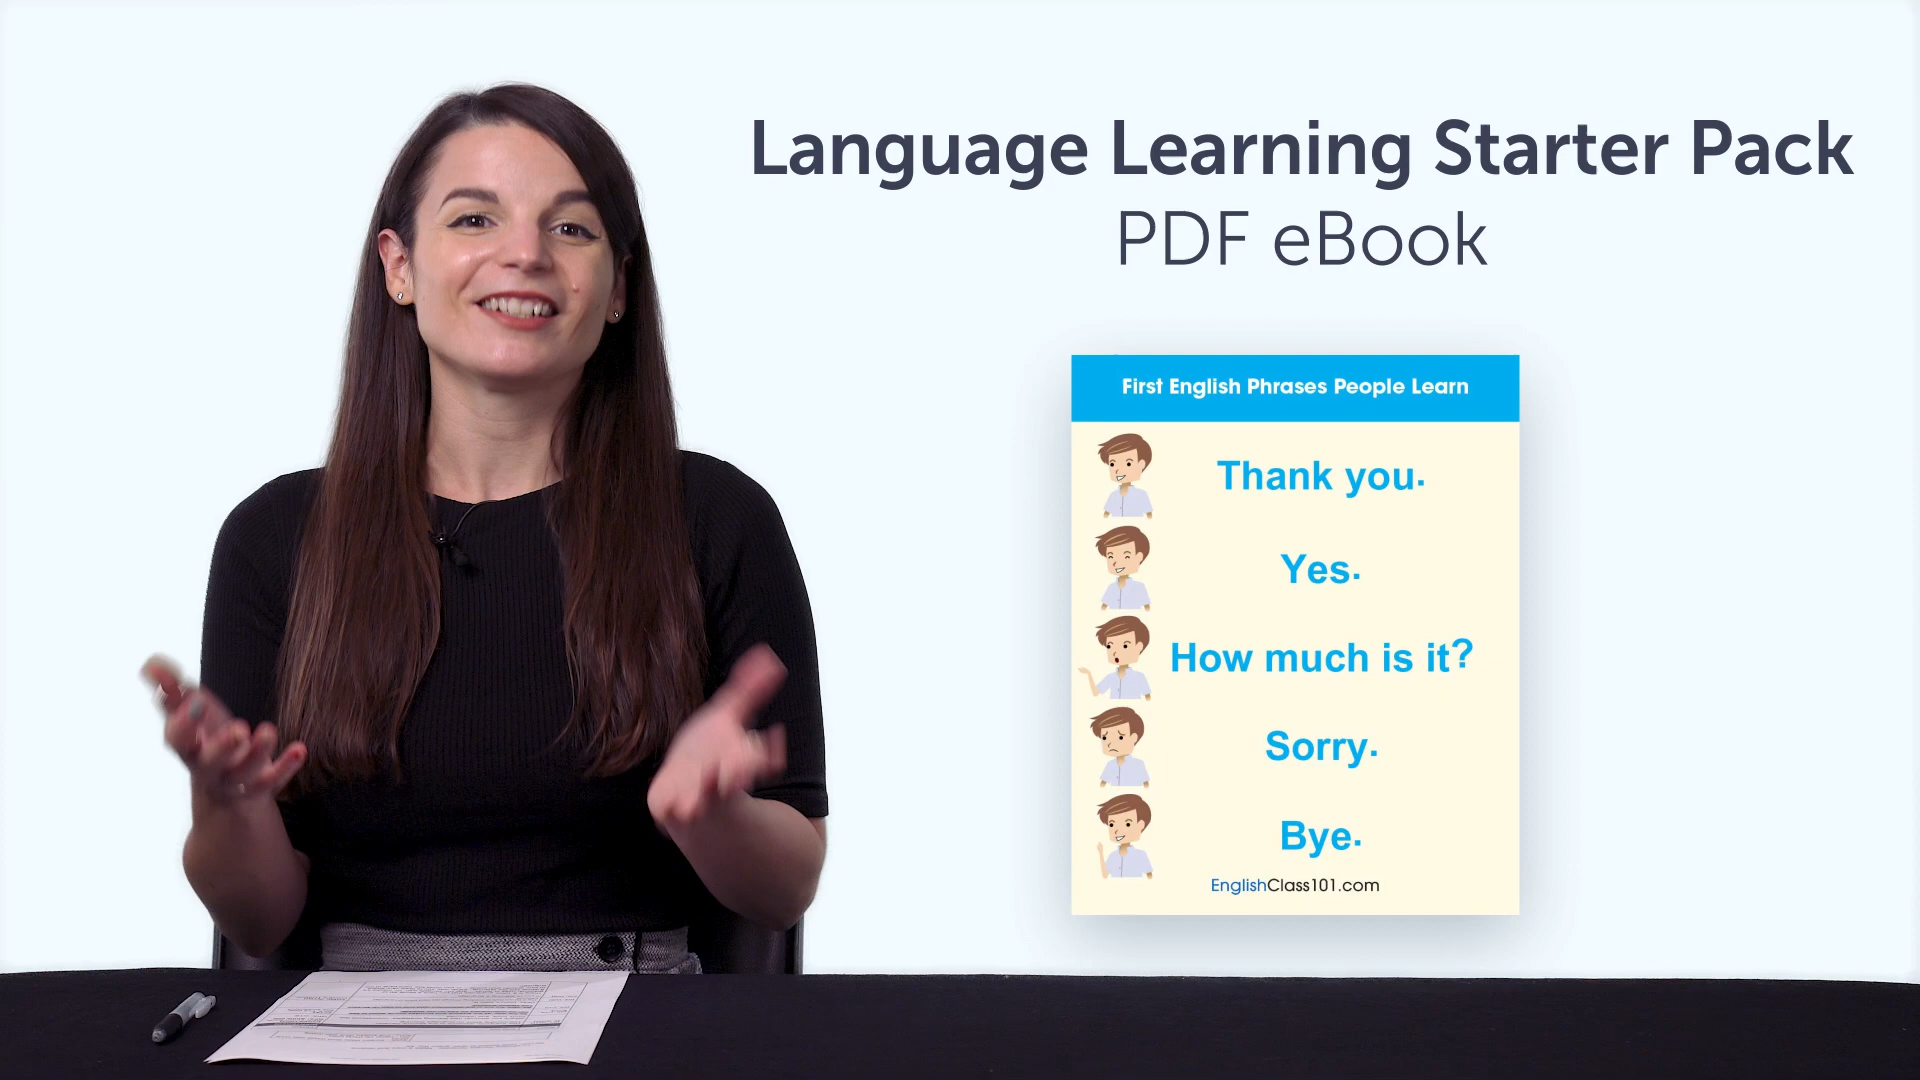 Language Learning Starter Pack
PDF eBook
First English Phrases People Learn
Thank you.
Yes.
How much is it?
Sorry.
Bye.
EnglishClass101.com